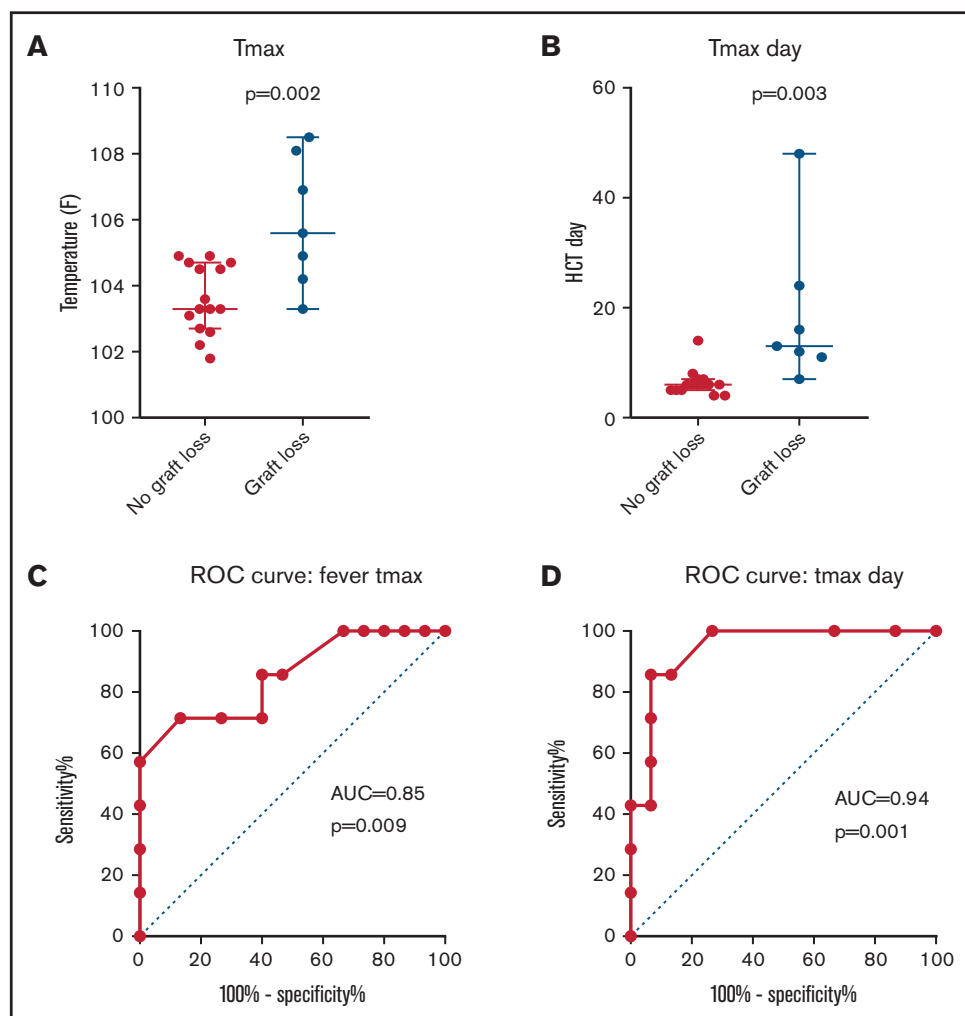 A
Tmax
p=0.002
110
108
106
104
102
100
Temperature (F)
No graft loss
Graft loss
B
Tmax day
p=0.003
60
40
20
0
HCT day
No graft loss
Graft loss
C
ROC curve: fever tmax
100
80
60
40
20
0
Sensitivity%
AUC=0.85
p=0.009
0 20 40 60 80 100
100% - specificity%
D
ROC curve: tmax day
100
80
60
40
20
0
Sensitivity%
AUC=0.94
p=0.001
0 20 40 60 80 100
100% - specificity%